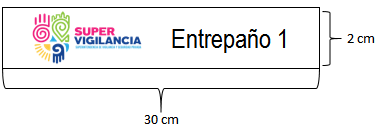 SUPER
VIGILANCIA
Entrepaño 1
2 cm
30 cm